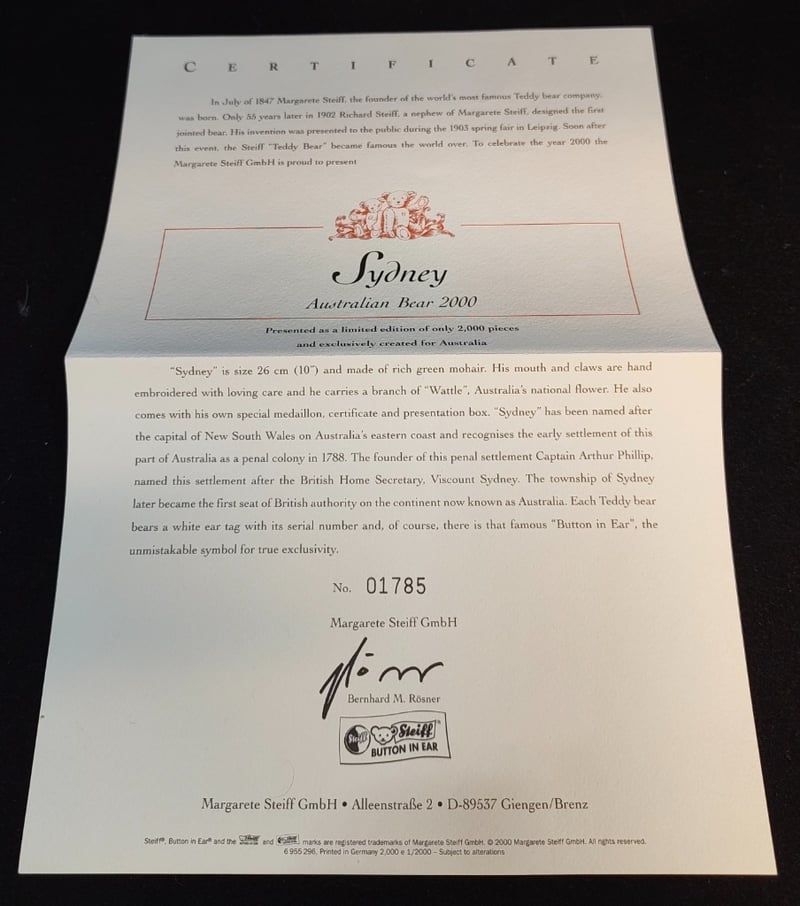 CERTIFICATE
In July of 1847 Margarete Steiff, the founder of the world's most famous Teddy bear company,
was born. Only 55 years later in 1902 Richard Steiff, a nephew of Margarete Steiff, designed the first
jointed bear. His invention was presented to the public during the 1903 spring fair in Leipzig. Soon after
this event, the Steiff "Teddy Bear" became famous the world over. To celebrate the year 2000 the
Margarete Steiff GmbH is proud to present
Sydney
Australian Bear 2000
Presented as a limited edition of only 2,000 pieces
and exclusively created for Australia
"Sydney" is size 26 cm (10") and made of rich green mohair. His mouth and claws are hand
embroidered with loving care and he carries a branch of "Wattle", Australia's national flower. He also
comes with his own special medaillon, certificate and presentation box. "Sydney" has been named after
the capital of New South Wales on Australia's eastern coast and recognises the early settlement of this
part of Australia as a penal colony in 1788. The founder of this penal settlement Captain Arthur Phillip,
named this settlement after the British Home Secretary, Viscount Sydney. The township of Sydney
later became the first seat of British authority on the continent now known as Australia. Each Teddy bear
bears a white ear tag with its serial number and, of course, there is that famous "Button in Ear", the
unmistakable symbol for true exclusivity.
No. 01785
Margarete Steiff GmbH
Bernhard M. Rösner
Steiff Steiff®
BUTTON IN EAR
Margarete Steiff GmbH • Alleenstraße 2 • D-89537 Giengen/Brenz
Steiff®, Button in Ear® and the and marks are registered trademarks of Margarete Steiff GmbH. © 2000 Margarete Steiff GmbH. All rights reserved.
6 955 296. Printed in Germany 2,000 e 1/2000 – Subject to alterations